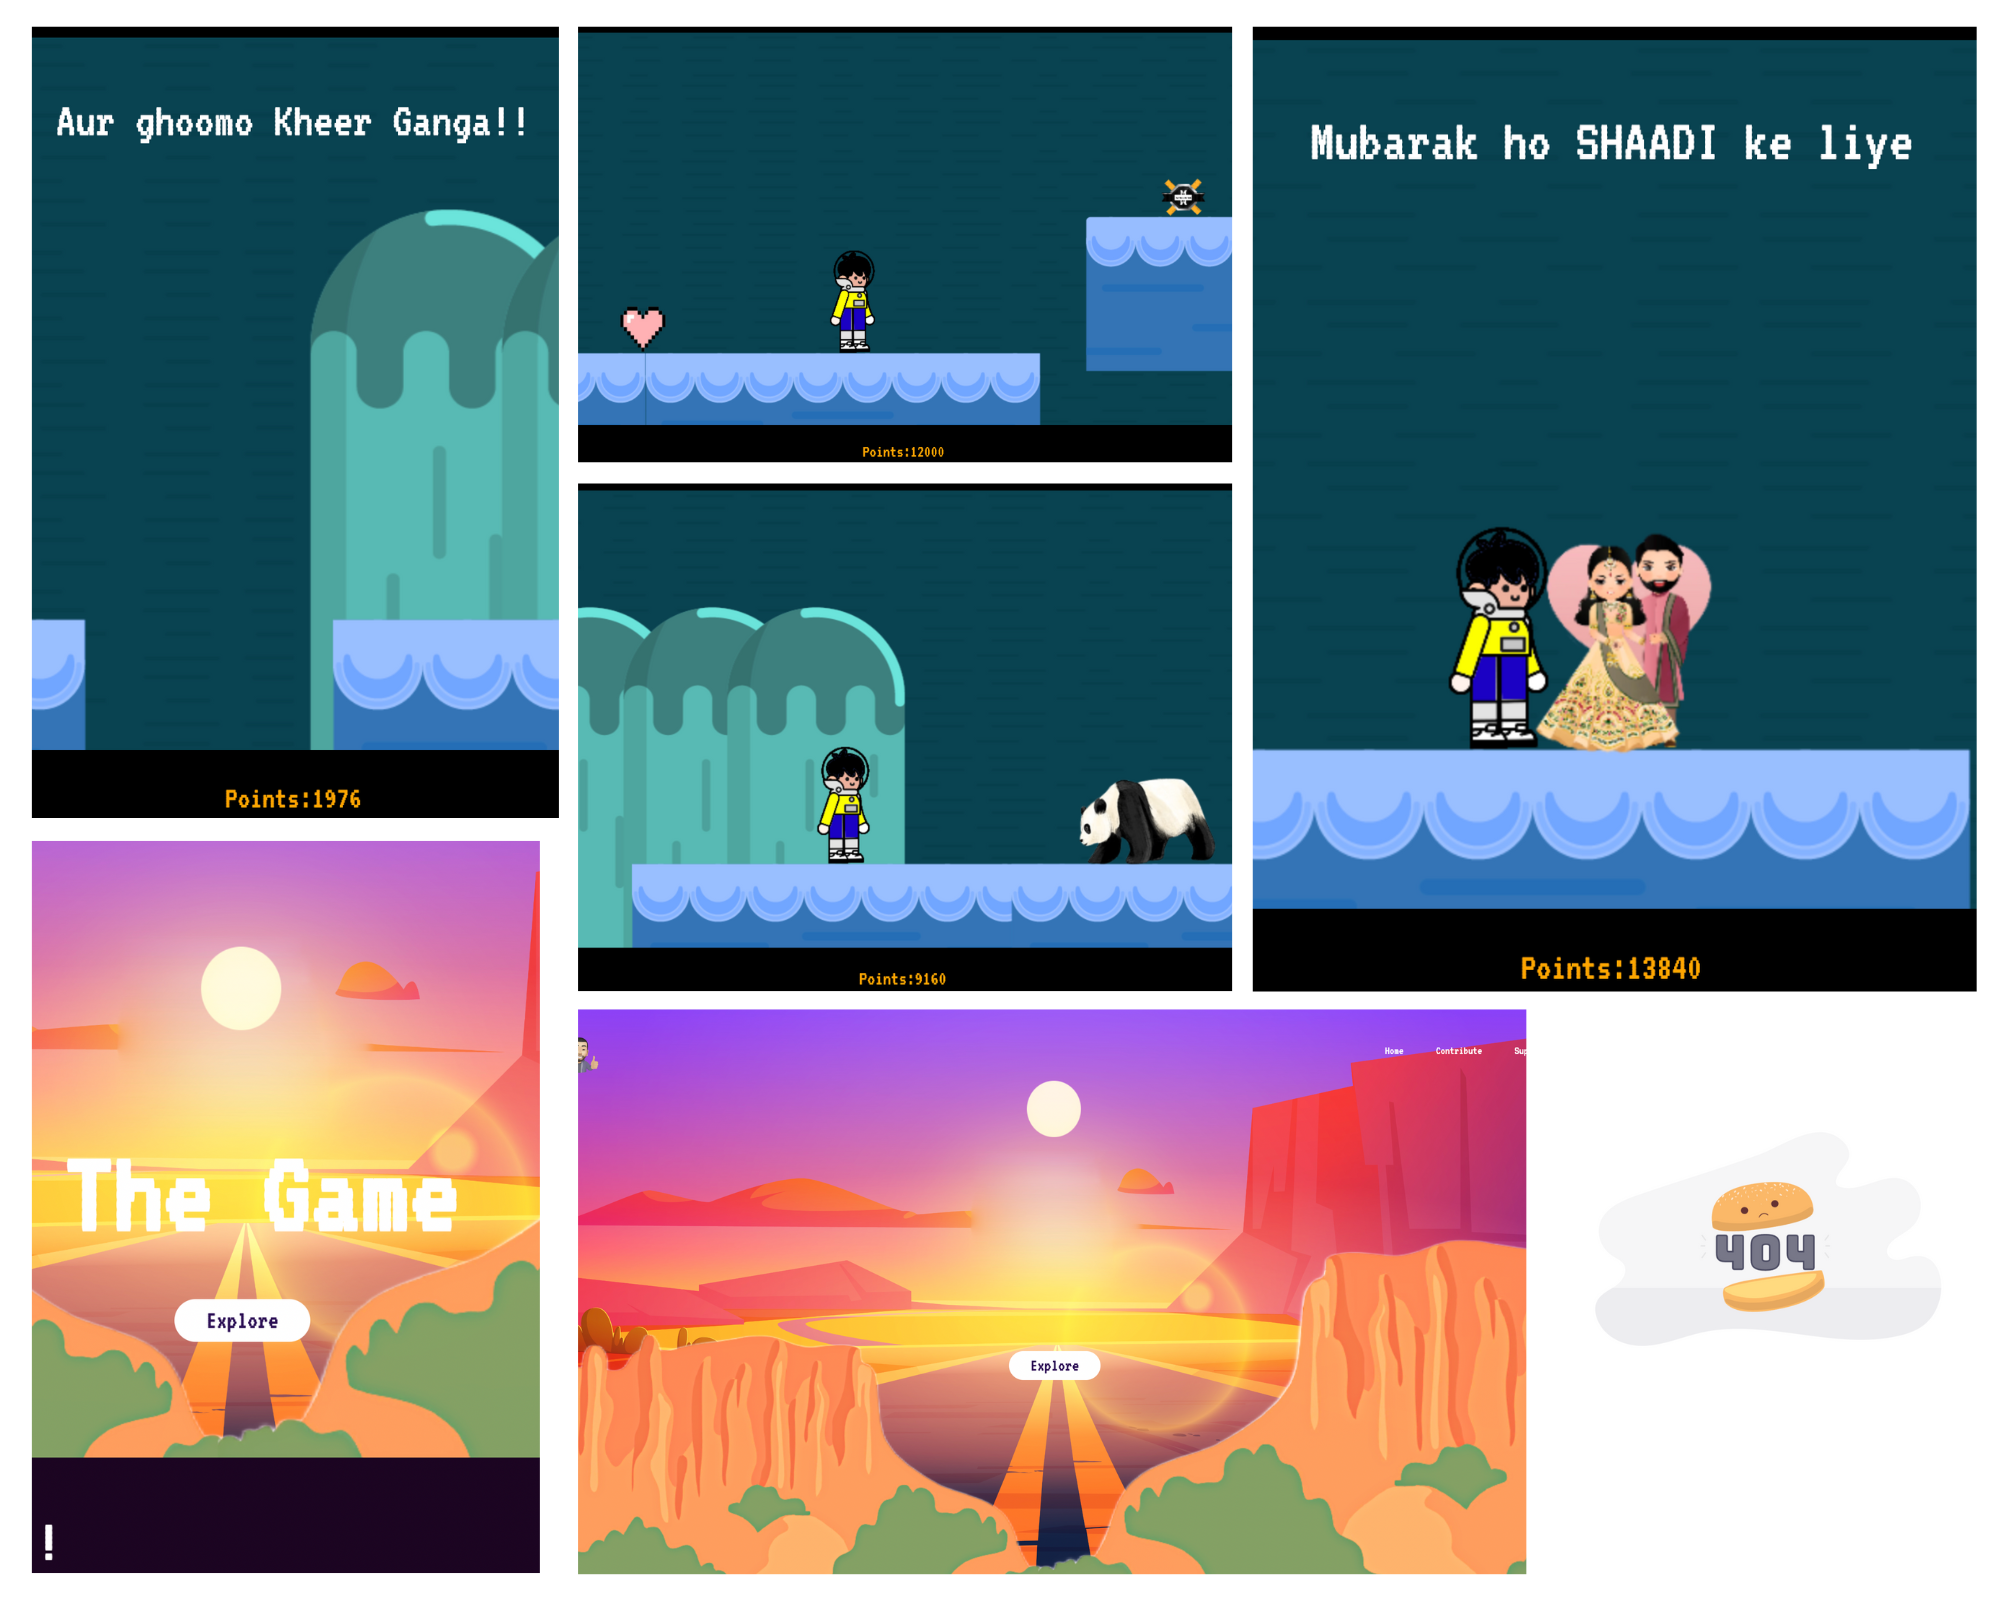 Aur ghoomo Kheer Ganga!!
Points:1976
Points:12000
Points:9160
Mubarak ho SHAADI ke liye
Points:13840
The Game
Explore
!
Home Contribute
Explore
404